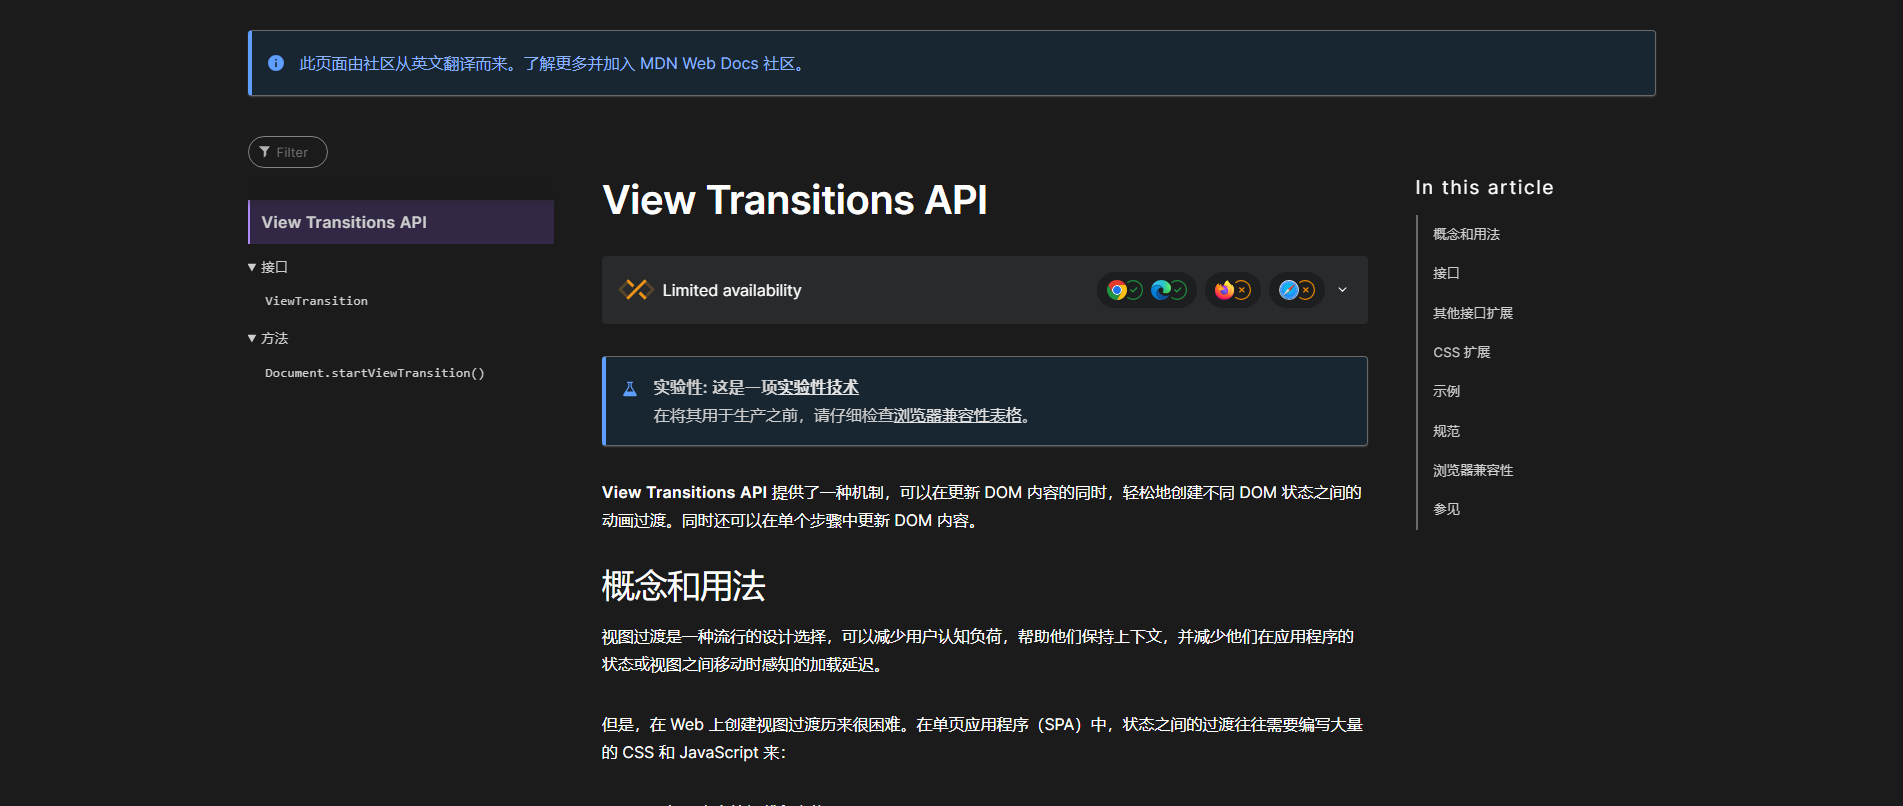 此页面由社区从英文翻译而来。了解更多并加入 MDN Web Docs 社区。
Filter
View Transitions API
接口
ViewTransition
方法
Document.startViewTransition()
View Transitions API
Limited availability
实验性: 这是一项实验性技术
在将其用于生产之前，请仔细检查浏览器兼容性表格。
View Transitions API 提供了一种机制，可以在更新 DOM 内容的同时，轻松地创建不同 DOM 状态之间的
动画过渡。同时还可以在单个步骤中更新 DOM 内容。
概念和用法
视图过渡是一种流行的设计选择，可以减少用户认知负荷，帮助他们保持上下文，并减少他们在应用程序的
状态或视图之间移动时感知的加载延迟。
但是，在 Web 上创建视图过渡历来很困难。在单页应用程序（SPA）中，状态之间的过渡往往需要编写大量
的 CSS 和 JavaScript 来：
In this article
概念和用法
接口
其他接口扩展
CSS 扩展
示例
规范
浏览器兼容性
参见